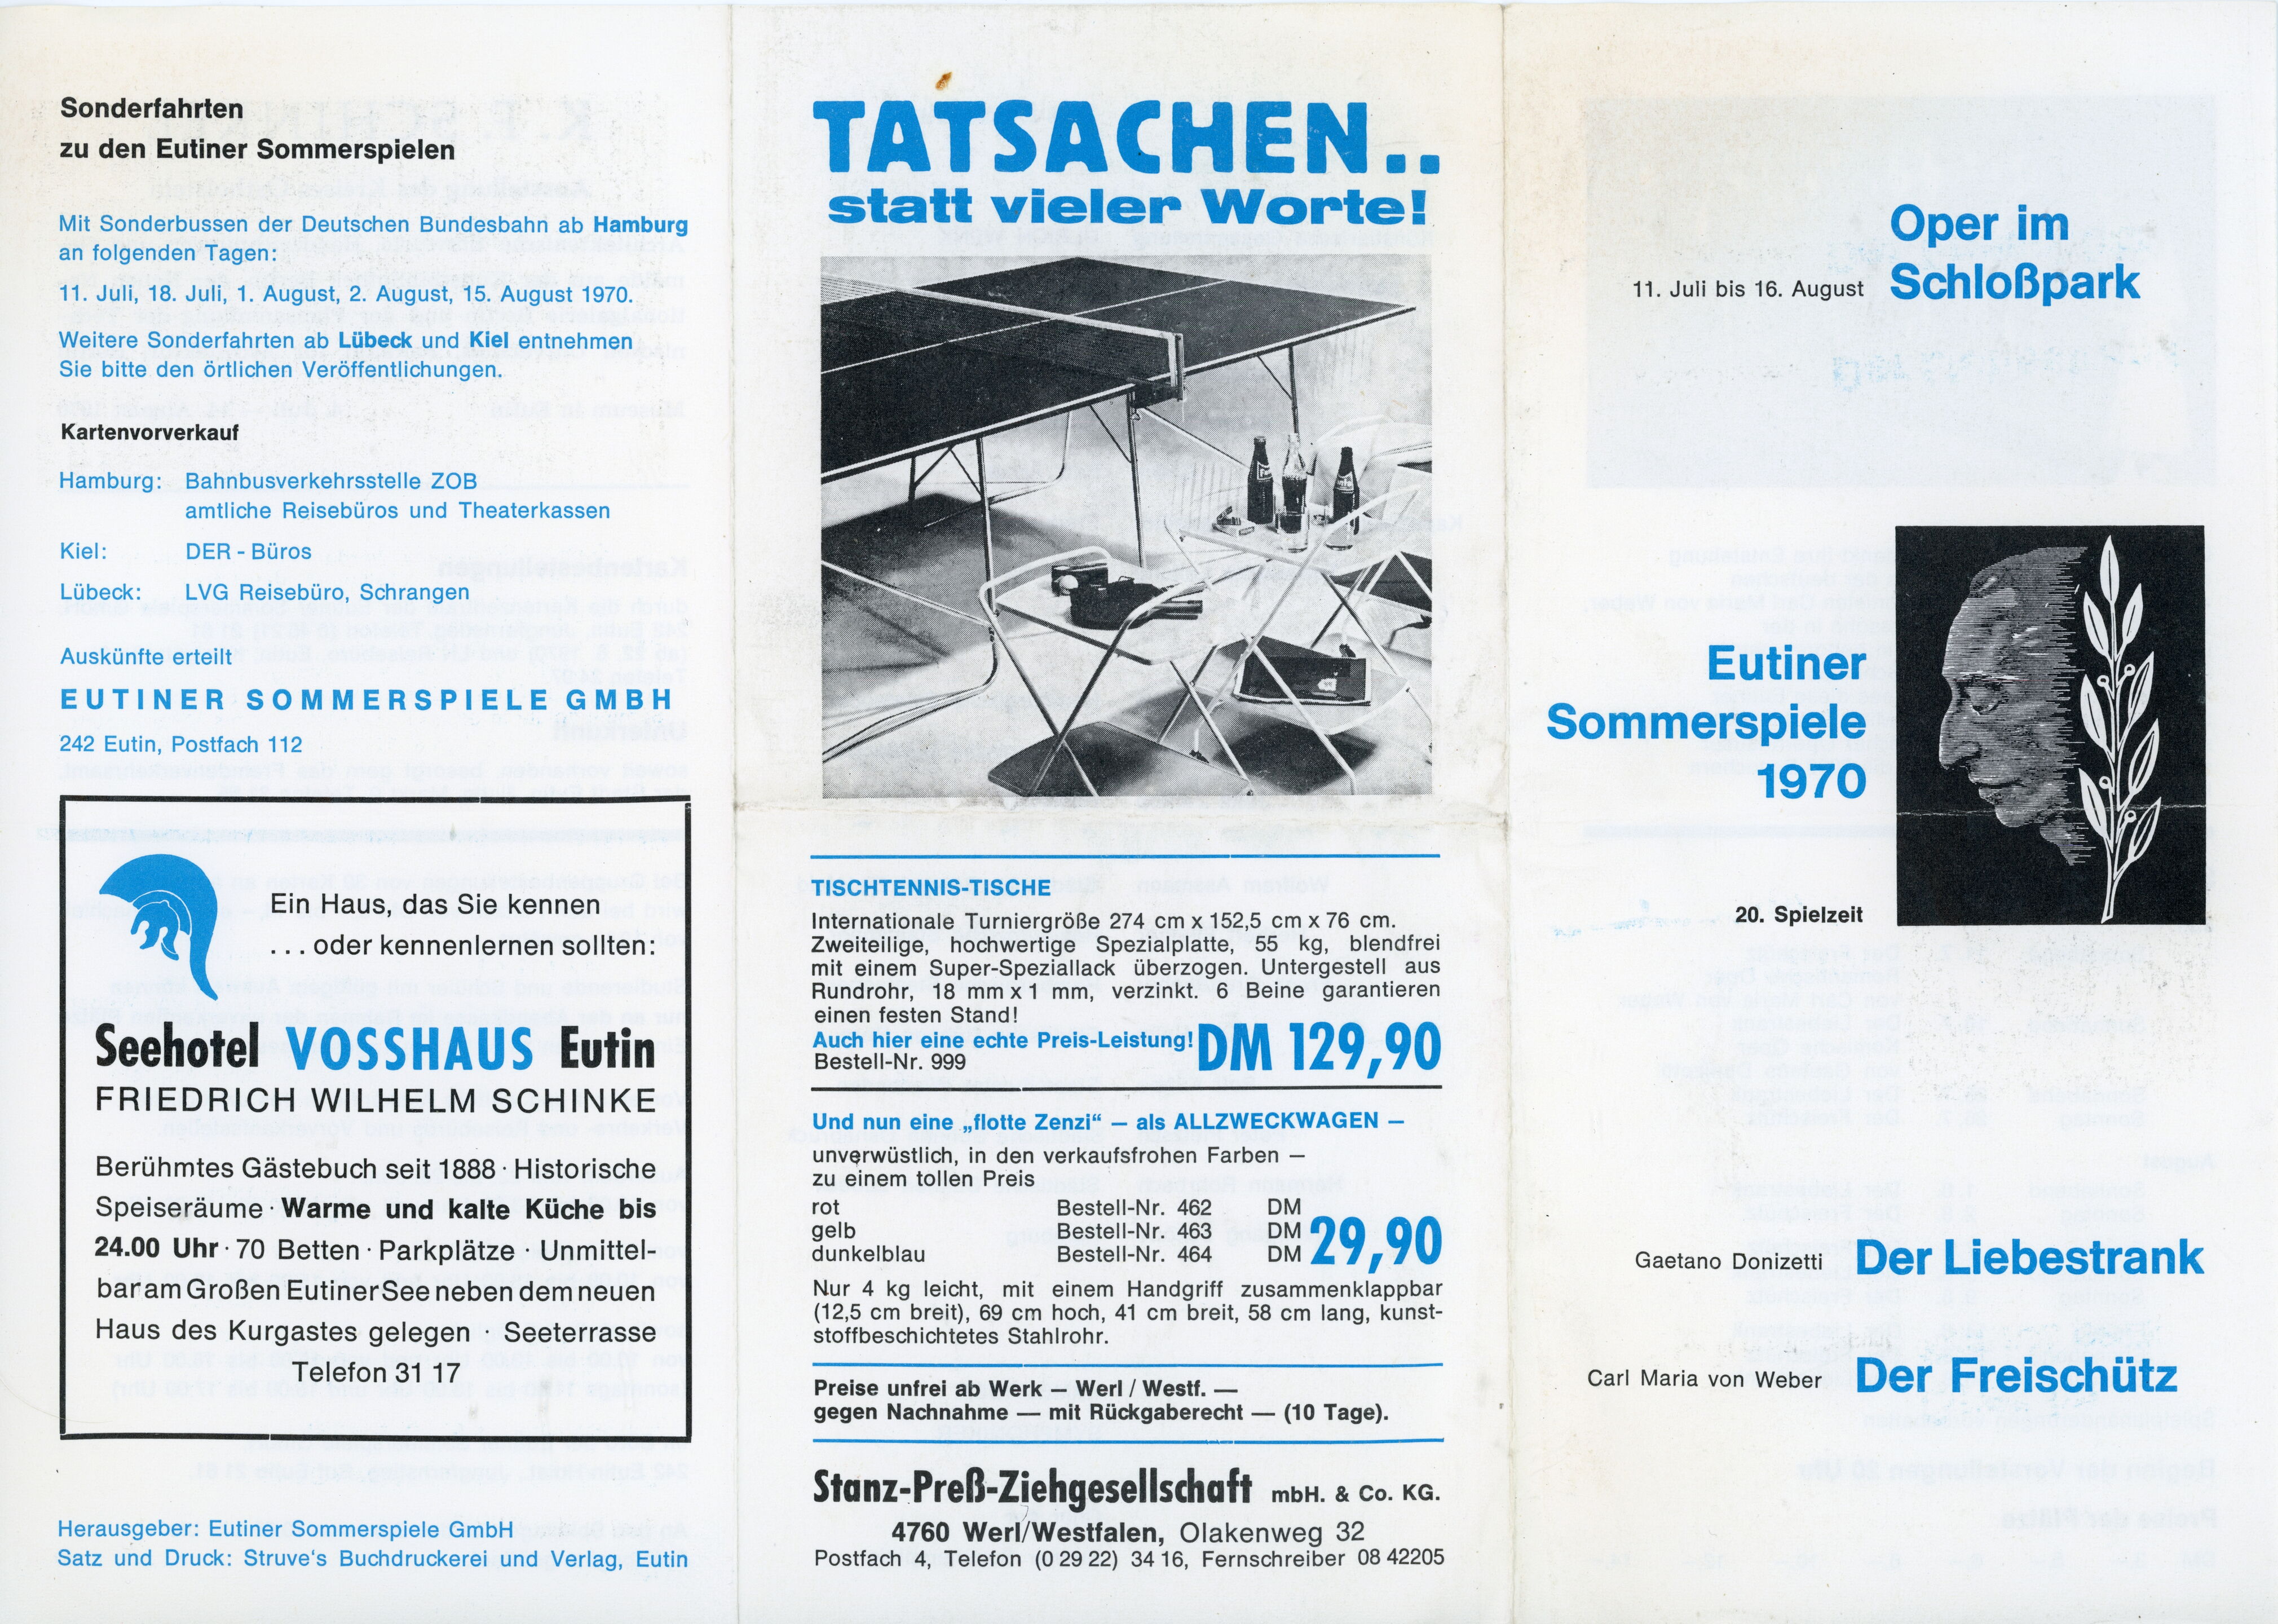 Sonderfahrten
zu den Eutiner Sommerspielen
Mit Sonderbussen der Deutschen Bundesbahn ab Hamburg
an folgenden Tagen:
11. Juli, 18. Juli, 1. August, 2. August, 15. August 1970.
Weitere Sonderfahrten ab Lübeck und Kiel entnehmen
Sie bitte den örtlichen Veröffentlichungen.
Kartenvorverkauf
Hamburg: Bahnbusverkehrsstelle ZOB
amtliche Reisebüros und Theaterkassen
Kiel: DER - Büros
Lübeck: LVG Reisebüro, Schrangen
Auskünfte erteilt
EUTINER SOMMERSPIELE GMBH
242 Eutin, Postfach 112
Ein Haus, das Sie kennen
... oder kennenlernen sollten:
Seehotel VOSSHAUS Eutin
FRIEDRICH WILHELM SCHINKE
Berühmtes Gästebuch seit 1888 · Historische
Speiseräume · Warme und kalte Küche bis
24.00 Uhr · 70 Betten · Parkplätze · Unmittel-
bar am Großen Eutiner See neben dem neuen
Haus des Kurgastes gelegen · Seeterrasse
Telefon 31 17
Herausgeber: Eutiner Sommerspiele GmbH
Satz und Druck: Struve's Buchdruckerei und Verlag, Eutin
TATSACHEN..
statt vieler Worte!
TISCHTENNIS-TISCHE
Internationale Turniergröße 274 cm x 152,5 cm x 76 cm.
Zweiteilige, hochwertige Spezialplatte, 55 kg, blendfrei
mit einem Super-Speziallack überzogen. Untergestell aus
Rundrohr, 18 mm x 1 mm, verzinkt. 6 Beine garantieren
einen festen Stand!
Auch hier eine echte Preis-Leistung! DM 129,90
Bestell-Nr. 999
Und nun eine „flotte Zenzi“ — als ALLZWECKWAGEN —
unverwüstlich, in den verkaufsfrohen Farben —
zu einem tollen Preis
rot Bestell-Nr. 462 DM
gelb Bestell-Nr. 463 DM 29,90
dunkelblau Bestell-Nr. 464 DM
Nur 4 kg leicht, mit einem Handgriff zusammenklappbar
(12,5 cm breit), 69 cm hoch, 41 cm breit, 58 cm lang, kunst-
stoffbeschichtetes Stahlrohr.
Preise unfrei ab Werk — Werl / Westf. —
gegen Nachnahme — mit Rückgaberecht — (10 Tage).
Stanz-Preß-Ziehgesellschaft mbH. & Co. KG.
4760 Werl/Westfalen, Olakenweg 32
Postfach 4, Telefon (0 29 22) 34 16, Fernschreiber 08 42205
Oper im
11. Juli bis 16. August Schloßpark
Eutiner
Sommerspiele
1970
20. Spielzeit
Gaetano Donizetti Der Liebestrank
Carl Maria von Weber Der Freischütz